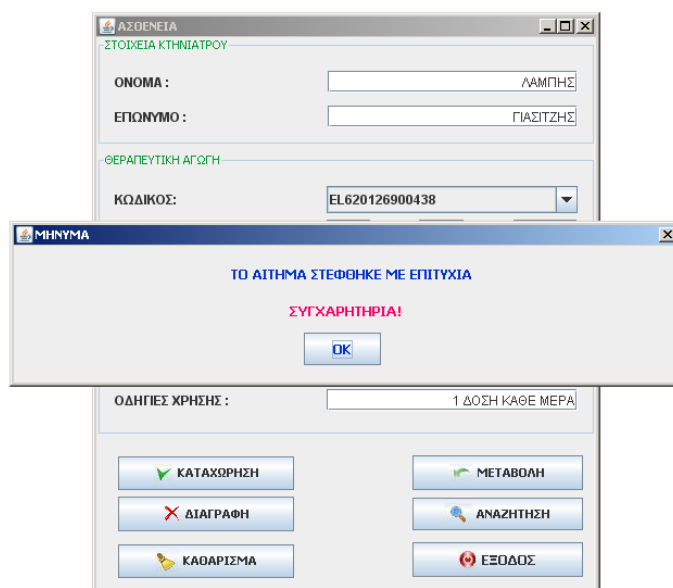 ΑΣΘΕΝΕΙΑ
ΣΤΟΙΧΕΙΑ ΚΤΗΝΙΑΤΡΟΥ
ΟΝΟΜΑ : ΛΑΜΠΗΣ
ΕΠΩΝΥΜΟ : ΓΙΑΣΙΤΖΗΣ
ΘΕΡΑΠΕΥΤΙΚΗ ΑΓΩΓΗ
ΚΩΔΙΚΟΣ: EL620126900438
ΜΗΝΥΜΑ
ΤΟ ΑΙΤΗΜΑ ΣΤΕΦΘΗΚΕ ΜΕ ΕΠΙΤΥΧΙΑ
ΣΥΓΧΑΡΗΤΗΡΙΑ!
OK
ΟΔΗΓΙΕΣ ΧΡΗΣΗΣ : 1 ΔΟΣΗ ΚΑΘΕ ΜΕΡΑ
ΚΑΤΑΧΩΡΗΣΗ ΜΕΤΑΒΟΛΗ
ΔΙΑΓΡΑΦΗ ΑΝΑΖΗΤΗΣΗ
ΚΑΘΑΡΙΣΜΑ ΕΞΟΔΟΣ